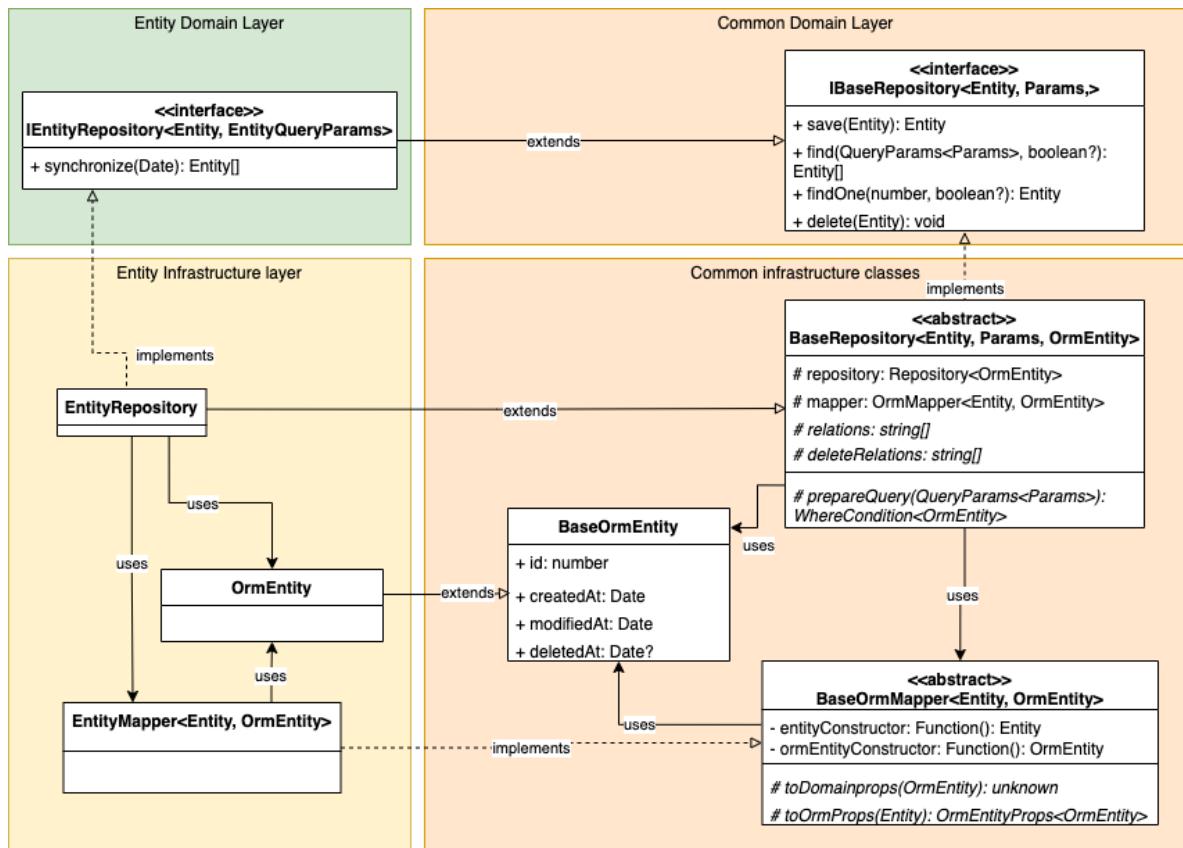 Entity Domain Layer
Common Domain Layer
<<interface>>
IEntityRepository<Entity, EntityQueryParams>
+ synchronize(Date): Entity[]
extends
<<interface>>
IBaseRepository<Entity, Params,>
+ save(Entity): Entity
+ find(QueryParams<Params>, boolean?):
Entity[]
+ findOne(number, boolean?): Entity
+ delete(Entity): void
Entity Infrastructure layer
Common infrastructure classes
implements
implements
<<abstract>>
BaseRepository<Entity, Params, OrmEntity>
# repository: Repository<OrmEntity>
# mapper: OrmMapper<Entity, OrmEntity>
# relations: string[]
# deleteRelations: string[]
# prepareQuery(QueryParams<Params>):
WhereCondition<OrmEntity>
EntityRepository
extends
uses
uses
uses
uses
BaseOrmEntity
+ id: number
+ createdAt: Date
+ modifiedAt: Date
+ deletedAt: Date?
OrmEntity
extends
uses
EntityMapper<Entity, OrmEntity>
implements
uses
<<abstract>>
BaseOrmMapper<Entity, OrmEntity>
- entityConstructor: Function(): Entity
- ormEntityConstructor: Function(): OrmEntity
# toDomainprops(OrmEntity): unknown
# toOrmProps(Entity): OrmEntityProps<OrmEntity>